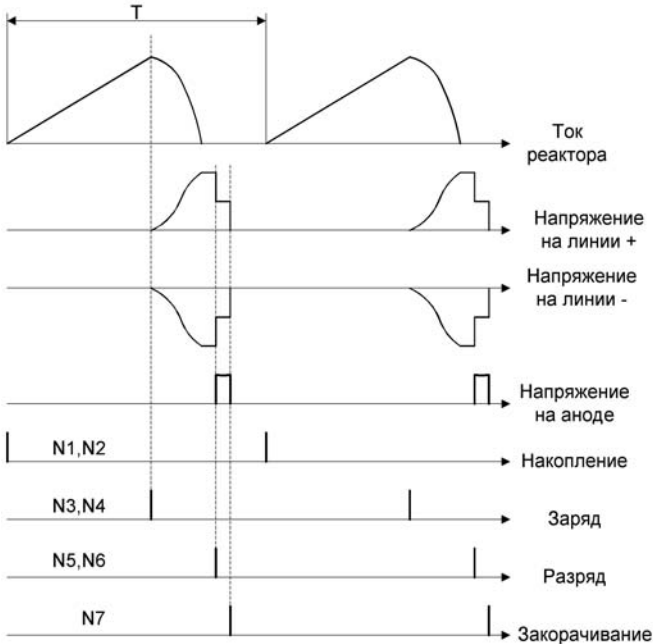 T
Ток
реактора
Напряжение
на линии +
Напряжение
на линии -
Напряжение
на аноде
N1,N2
Накопление
N3,N4
Заряд
N5,N6
Разряд
N7
Закорачивание